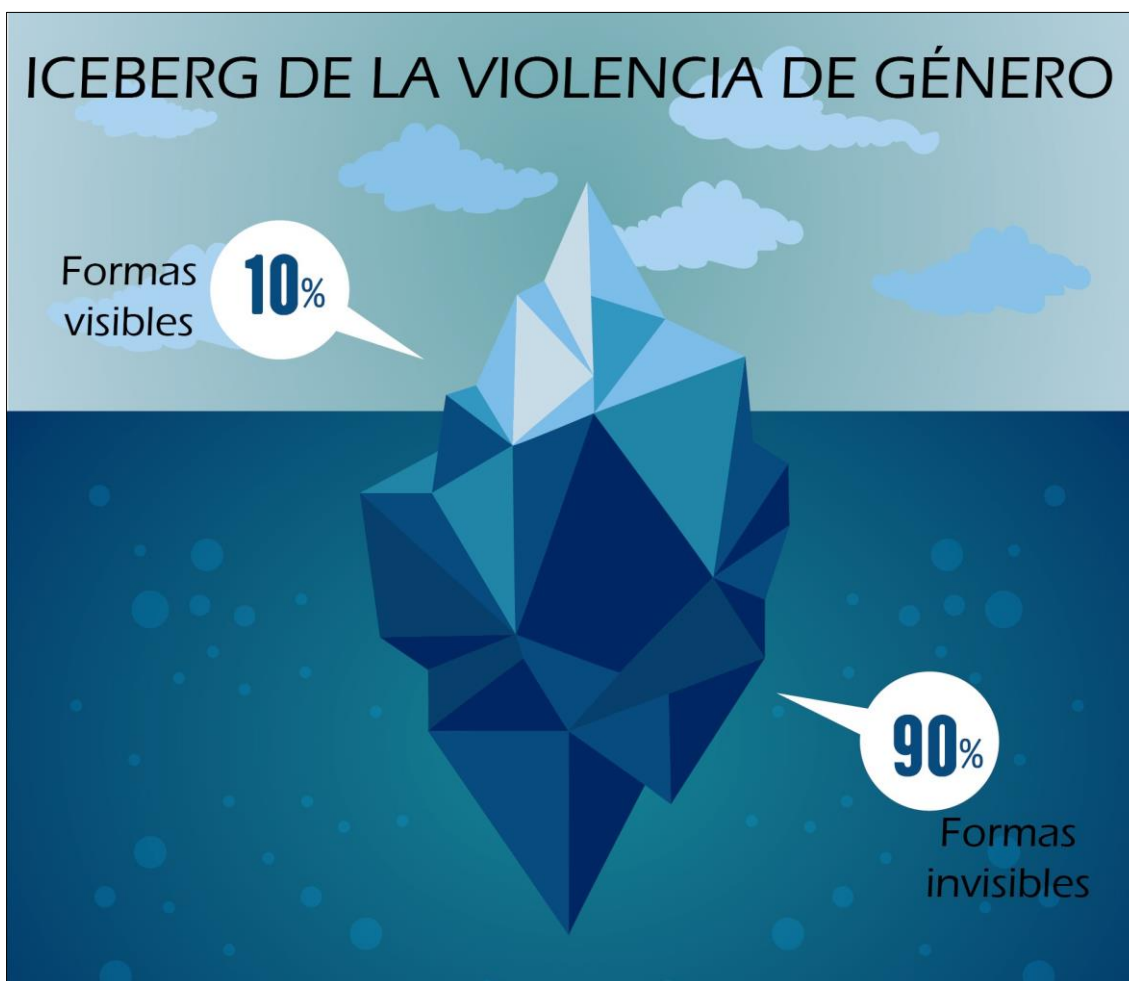 ICEBERG DE LA VIOLENCIA DE GÉNERO
Formas
visibles
10%
90%
Formas
invisibles